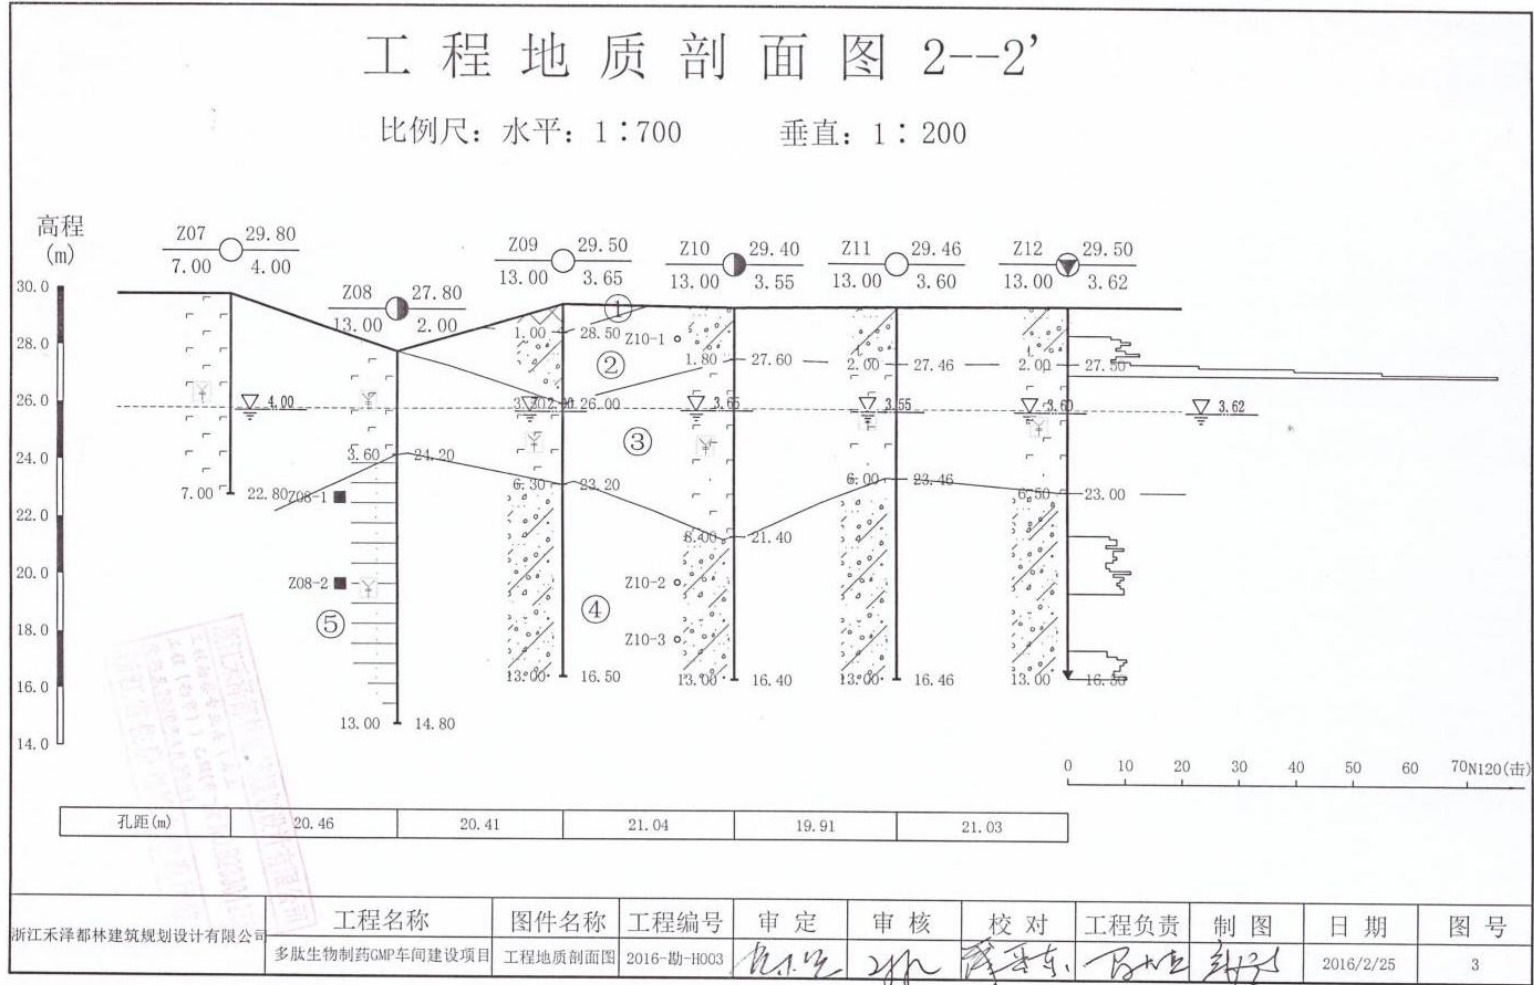 工程地质剖面图 2--2'
比例尺: 水平: 1:700 垂直: 1:200
高程
(m)
Z07 29.80
7.00 4.00
Z08 27.80
13.00 2.00
Z09 29.50
13.00 3.65
Z10 29.40
13.00 3.55
Z11 29.46
13.00 3.60
Z12 29.50
13.00 3.62
30.0
28.0
26.0
24.0
22.0
20.0
18.0
16.0
14.0
①
1.00 28.50
Z10-1
②
1.80 27.60
2.00 27.46
2.00 27.50
4.00
26.00
3.65
3.55
3.60
3.62
③
3.60 24.20
6.30 23.20
6.00 23.46
6.50 23.00
7.00 22.80
Z08-1
8.00 21.40
Z08-2
Z10-2
⑤
④
Z10-3
13.00 16.50
13.00 16.40
13.00 16.46
13.00 16.50
13.00 14.80
0 10 20 30 40 50 60 70 N120(击)
孔距(m) 20.46 20.41 21.04 19.91 21.03
浙江禾泽都林建筑规划设计有限公司
工程名称 图件名称 工程编号 审定 审核 校对 工程负责 制图 日期 图号
多肽生物制药GMP车间建设项目 工程地质剖面图 2016-勘-H003 2016/2/25 3